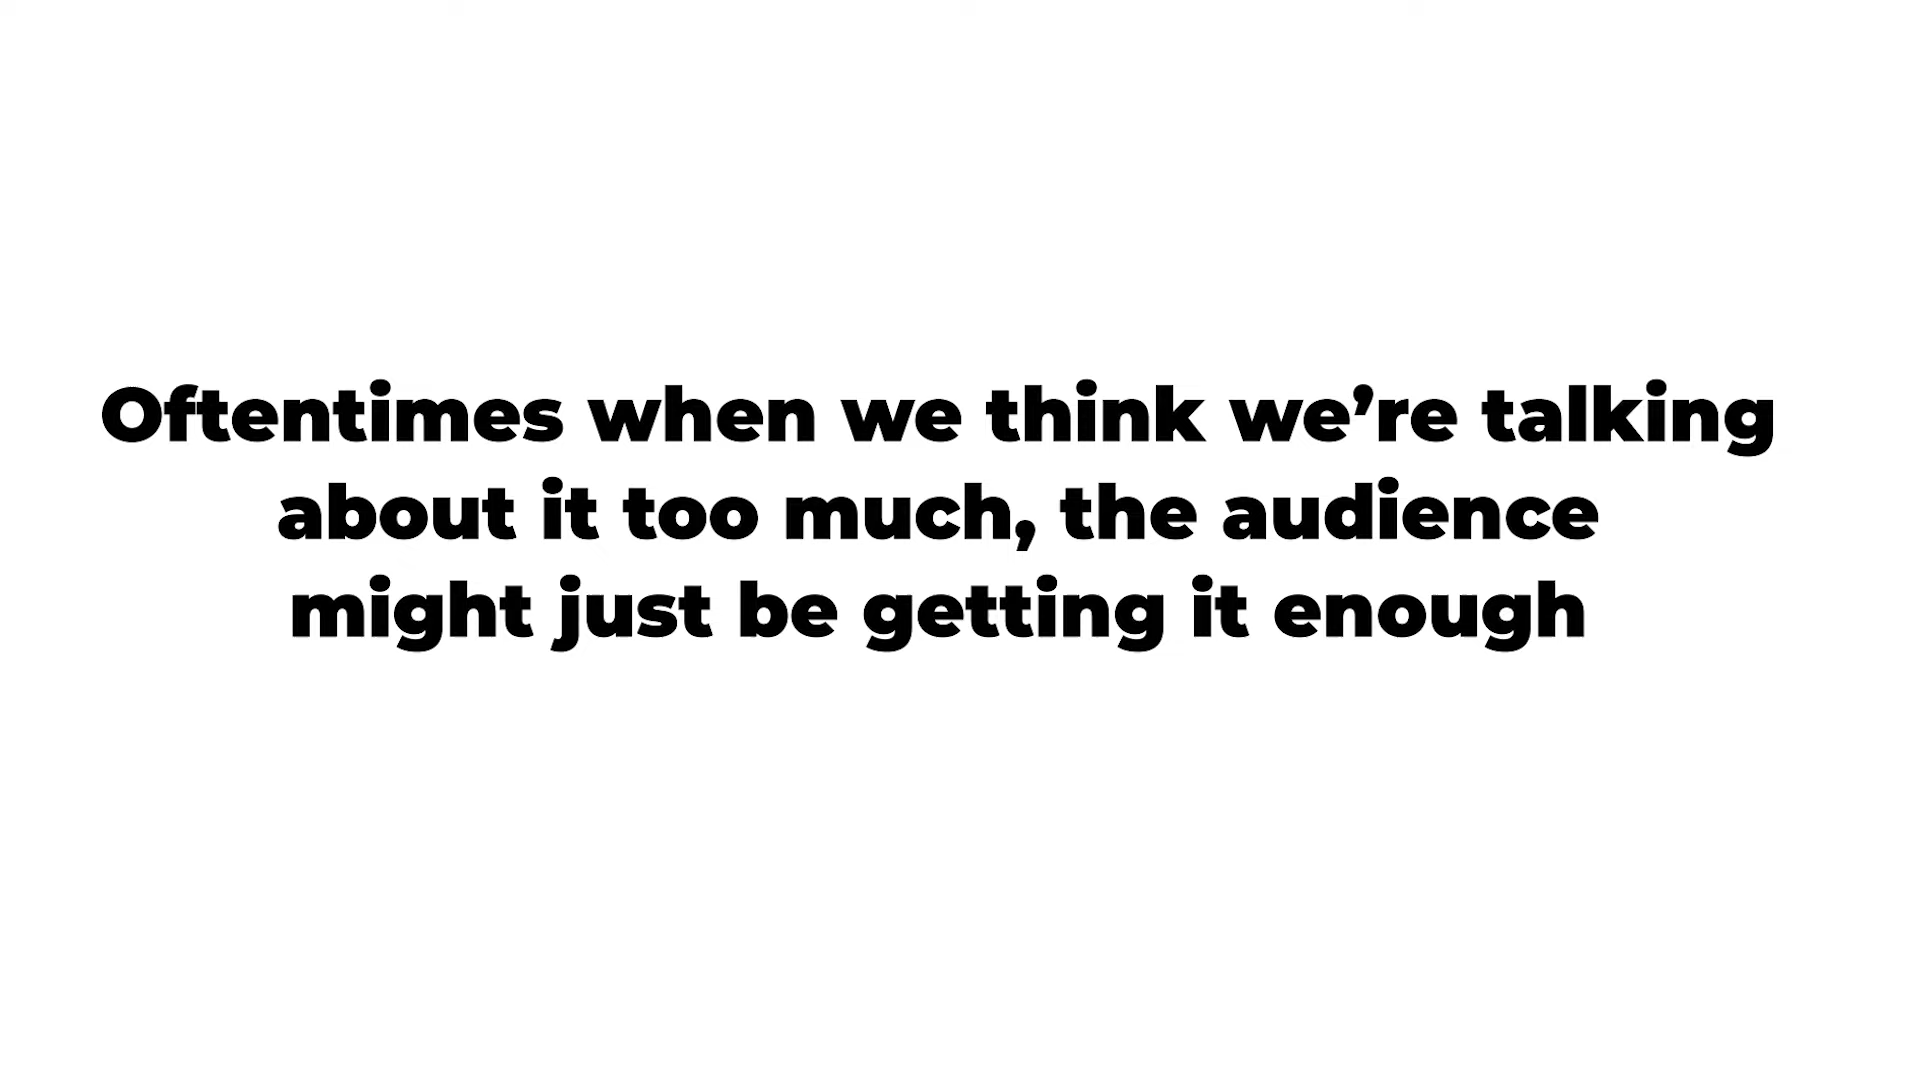 Oftentimes when we think we’re talking
about it too much, the audience
might just be getting it enough